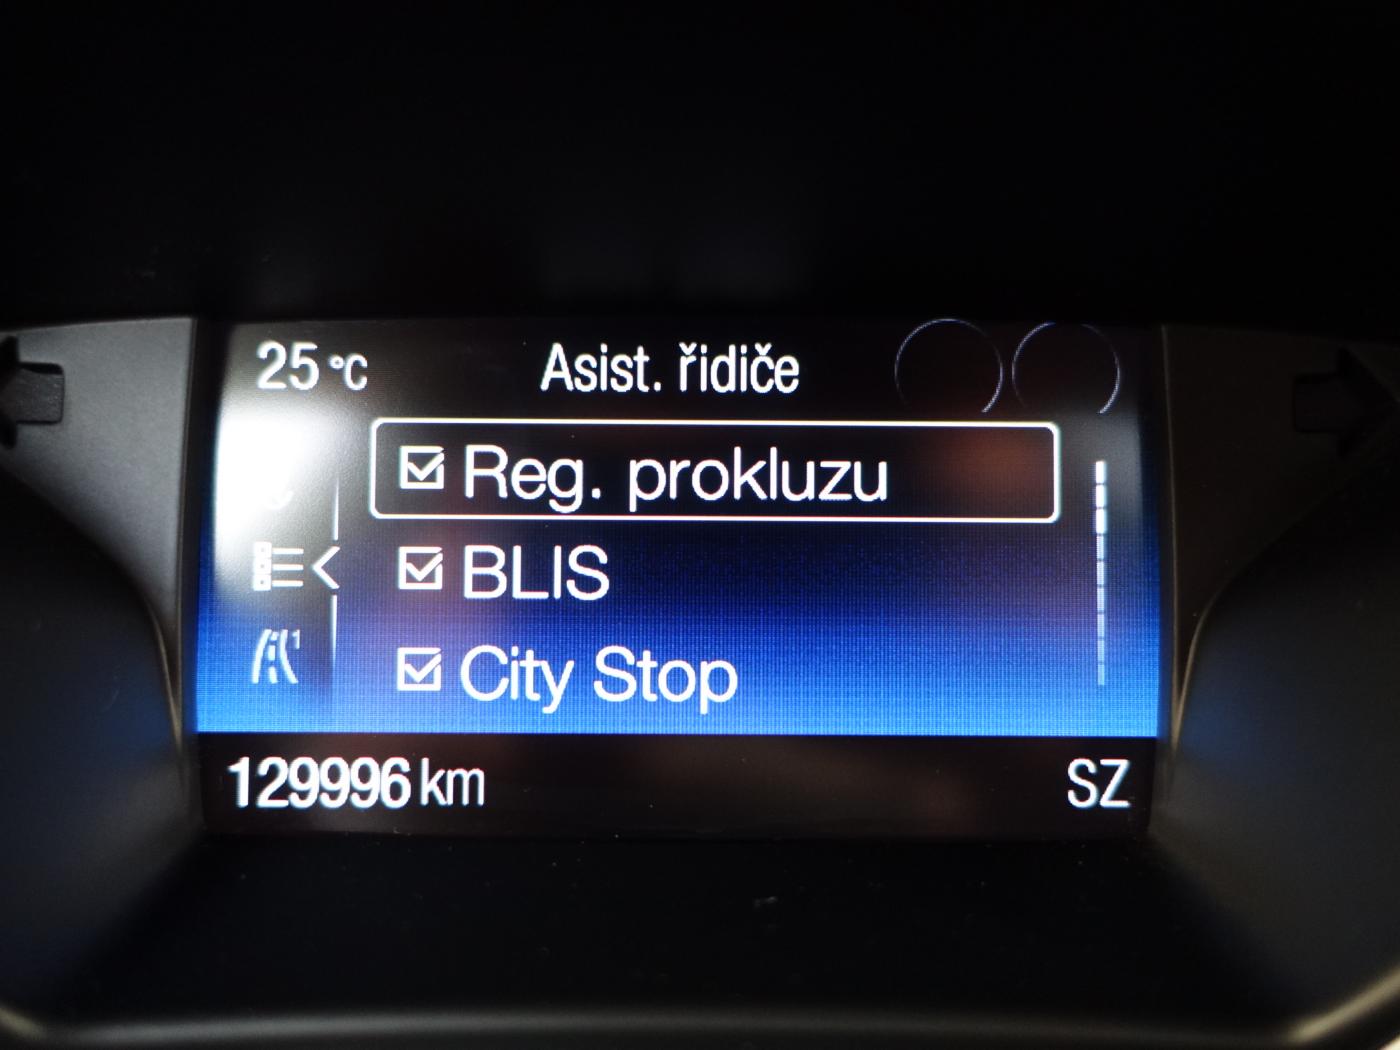 25 °C
Asist. řidiče
Reg. prokluzu
BLIS
City Stop
129996 km
SZ